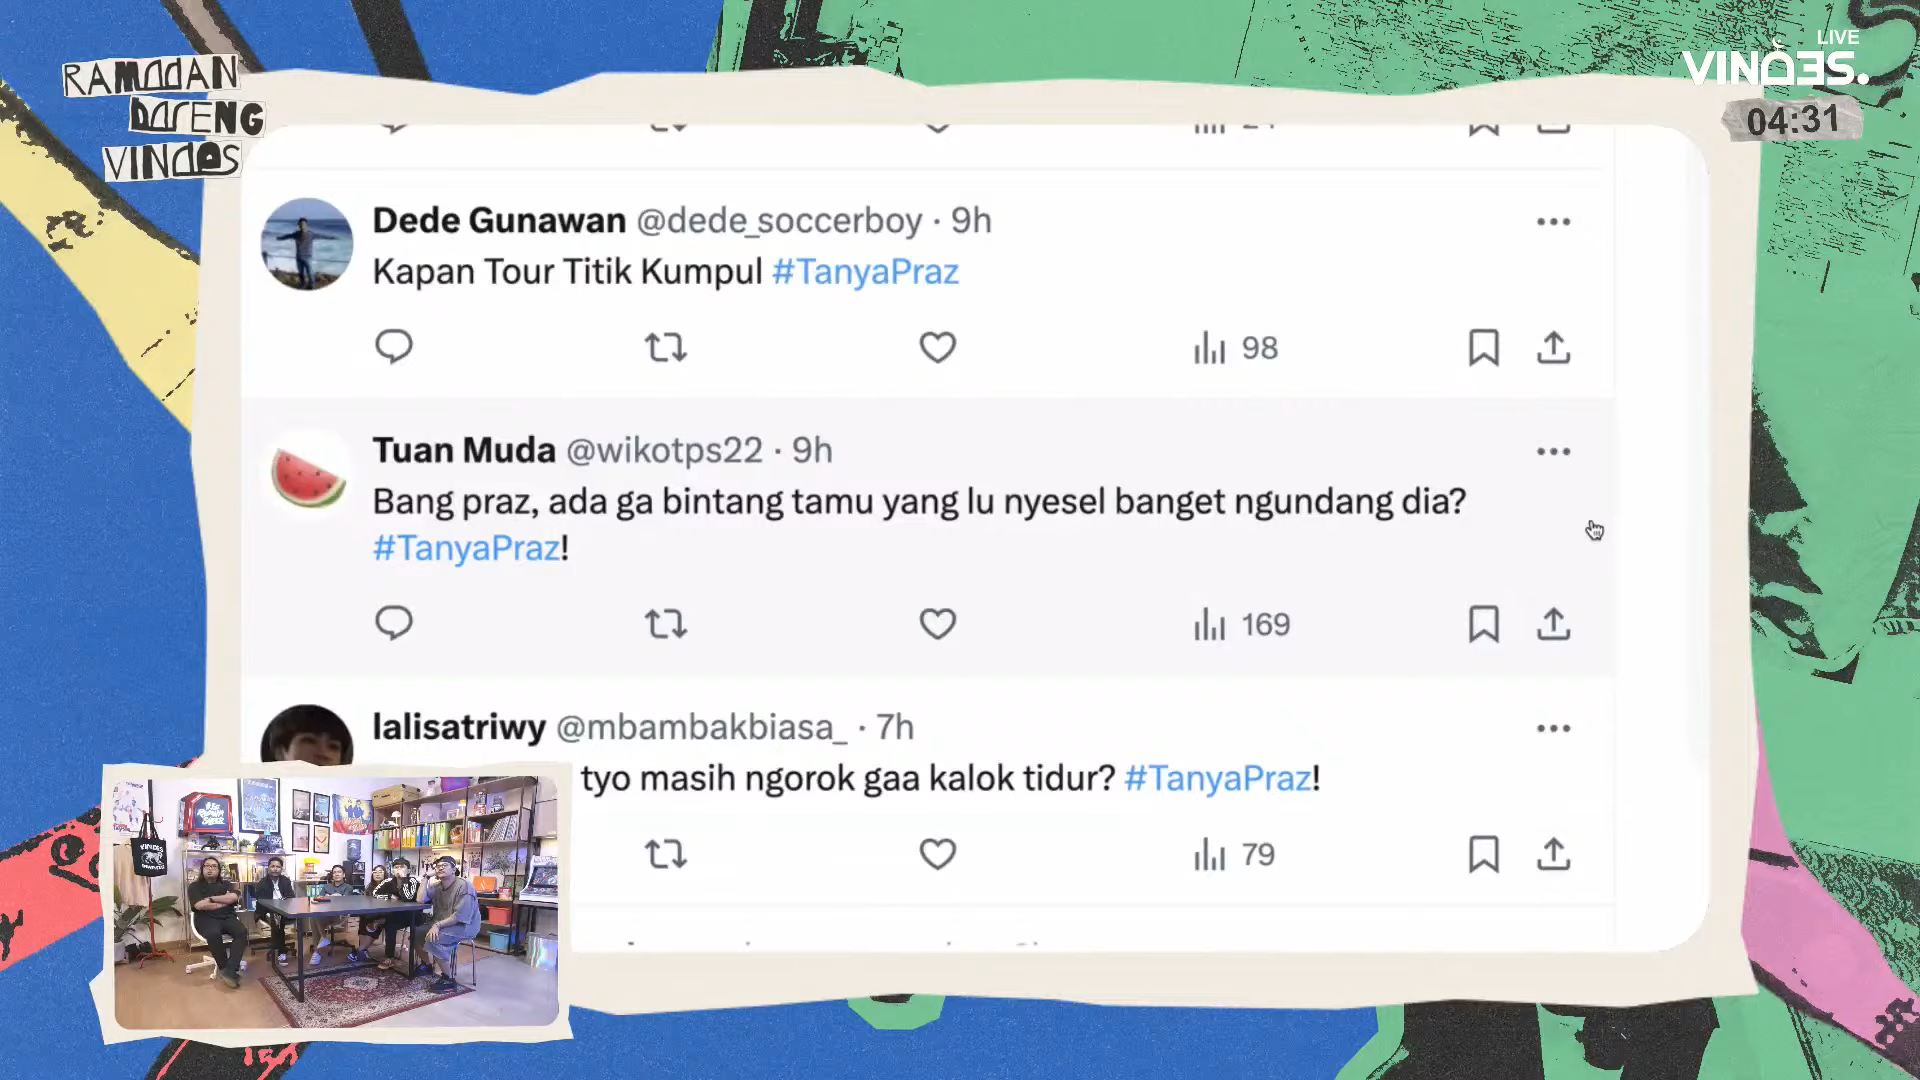 RAMADAN
BARENG
VINDES
LIVE
VINDES.
04:31
24
Dede Gunawan @dede_soccerboy · 9h
Kapan Tour Titik Kumpul #TanyaPraz
98
Tuan Muda @wikotps22 · 9h
Bang praz, ada ga bintang tamu yang lu nyesel banget ngundang dia?
#TanyaPraz!
169
lalisatriwy @mbambakbiasa_ · 7h
tyo masih ngorok gaa kalok tidur? #TanyaPraz!
79
VINDES